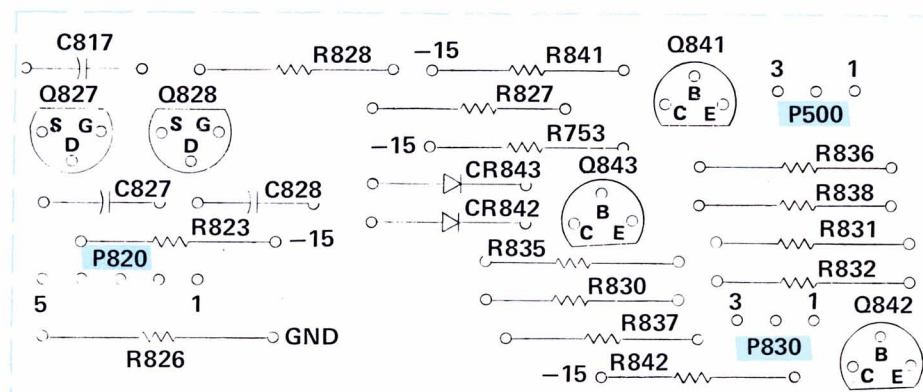 C817
R828
−15
R841
Q841
3 1
P500
Q827
S G
D
Q828
S G
D
R827
B
C E
−15
R753
Q843
CR843
R836
C827
C828
CR842
B
C E
R838
R823
−15
P820
R835
R831
5 1
R830
R832
3 1
Q842
R826
GND
R837
P830
B
C E
−15
R842